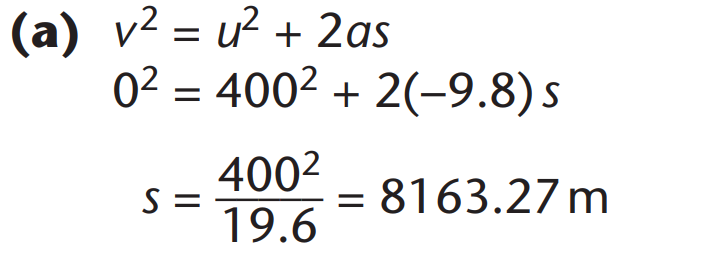 (a) v² = u² + 2as
0² = 400² + 2(–9.8) s
s = 400²/19.6 = 8163.27 m